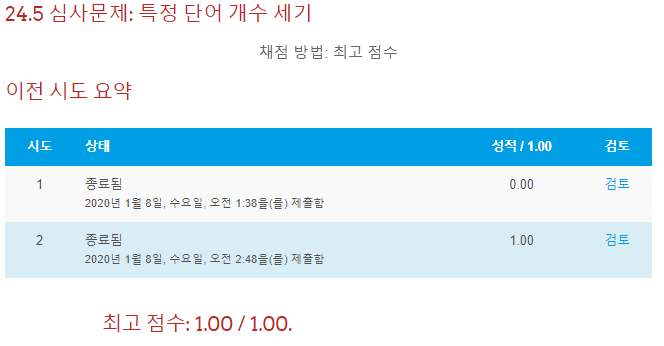 24.5 심사문제: 특정 단어 개수 세기
채점 방법: 최고 점수
이전 시도 요약
시도 상태 성적 / 1.00 검토
1 종료됨 0.00 검토
2020년 1월 8일, 수요일, 오전 1:38을(를) 제출함
2 종료됨 1.00 검토
2020년 1월 8일, 수요일, 오전 2:48을(를) 제출함
최고 점수: 1.00 / 1.00.